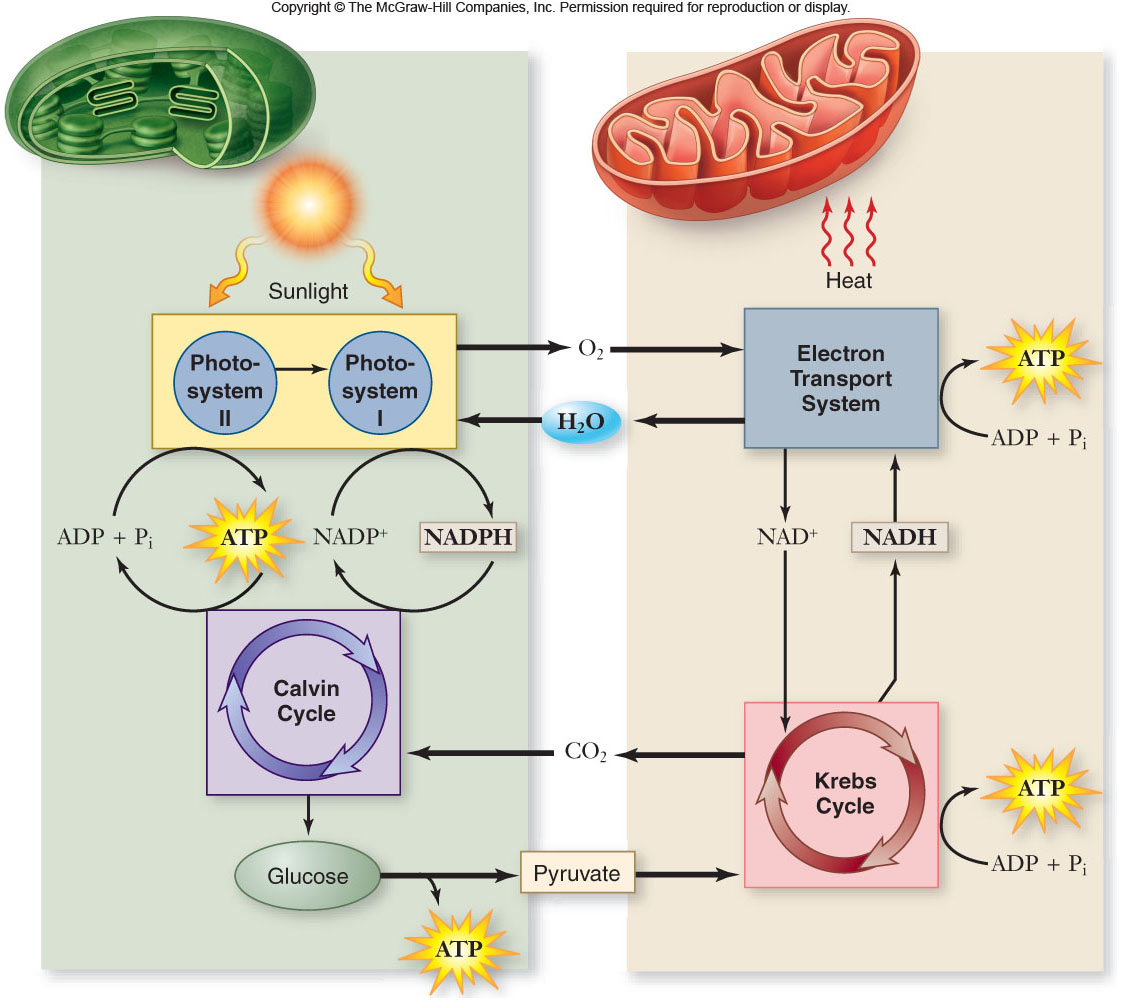 Copyright © The McGraw-Hill Companies, Inc. Permission required for reproduction or display.
Sunlight
Photo-
system
II
Photo-
system
I
O₂
H₂O
Heat
Electron
Transport
System
ATP
ADP + Pᵢ
ADP + Pᵢ
ATP
NADP⁺
NADPH
NAD⁺
NADH
Calvin
Cycle
CO₂
Krebs
Cycle
ATP
ADP + Pᵢ
Glucose
Pyruvate
ATP